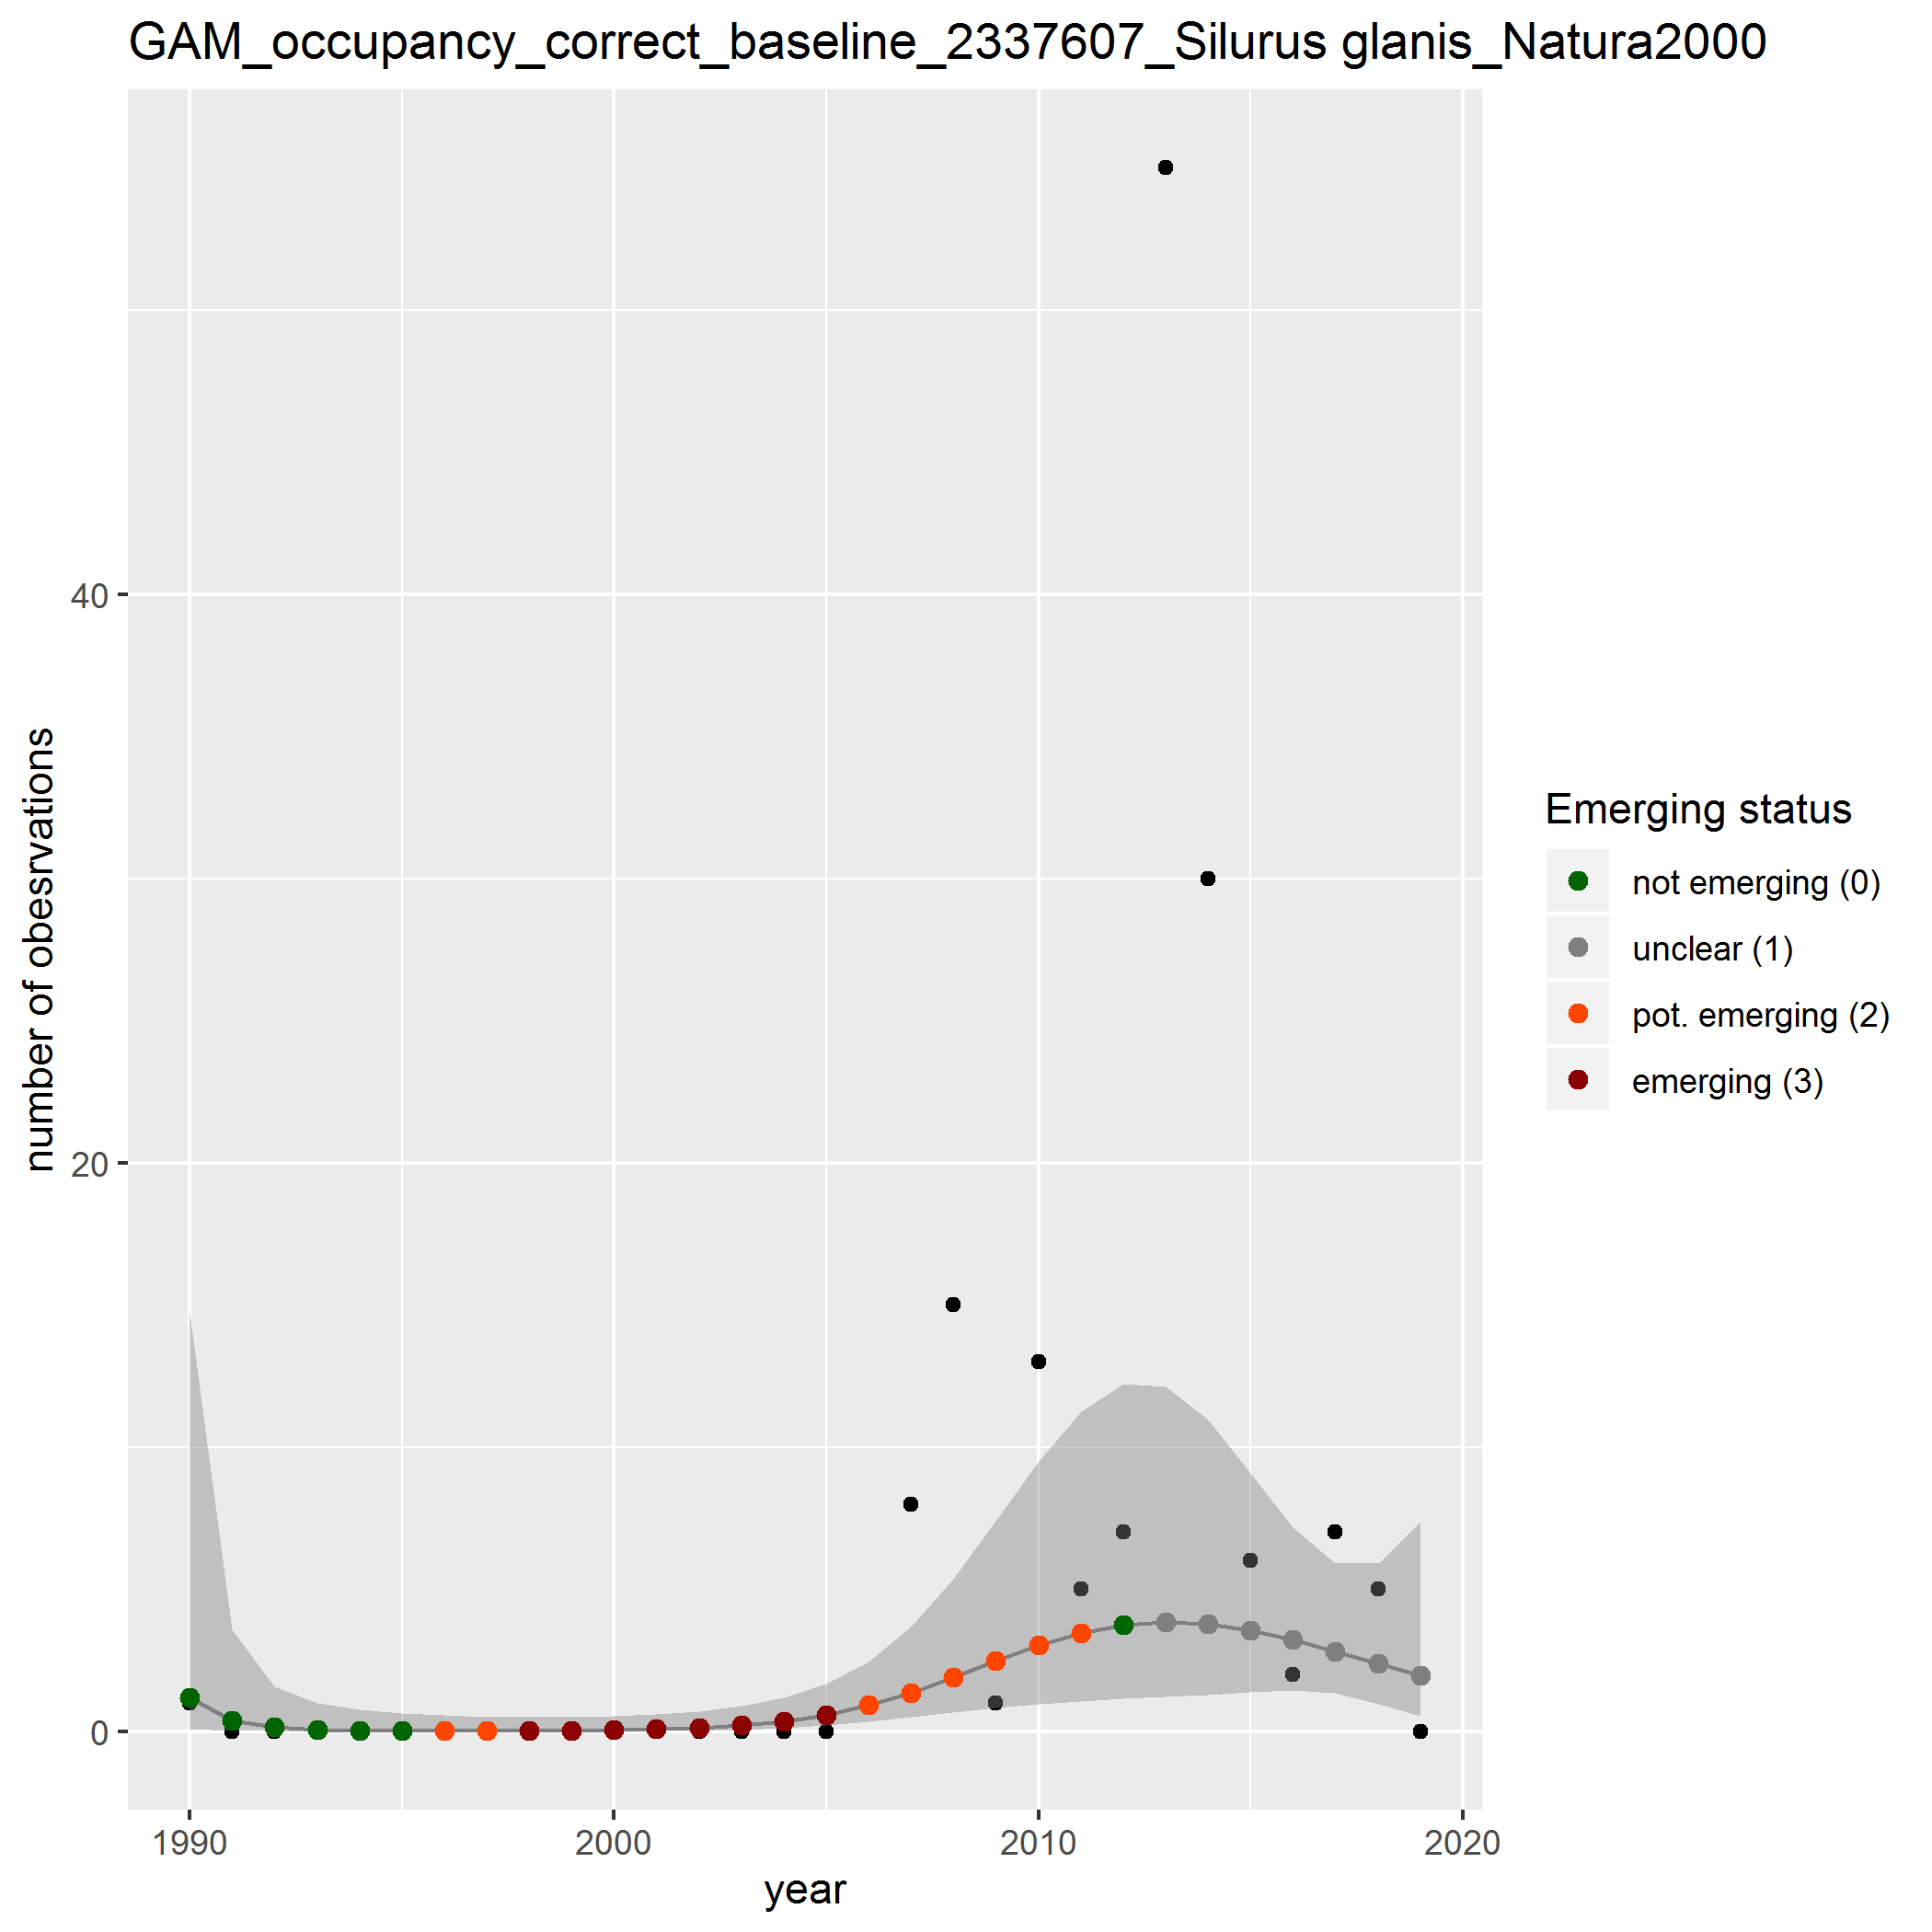 GAM_occupancy_correct_baseline_2337607_Silurus glanis_Natura2000
number of obesrvations
40
20
0
1990
2000
2010
2020
year
Emerging status
not emerging (0)
unclear (1)
pot. emerging (2)
emerging (3)